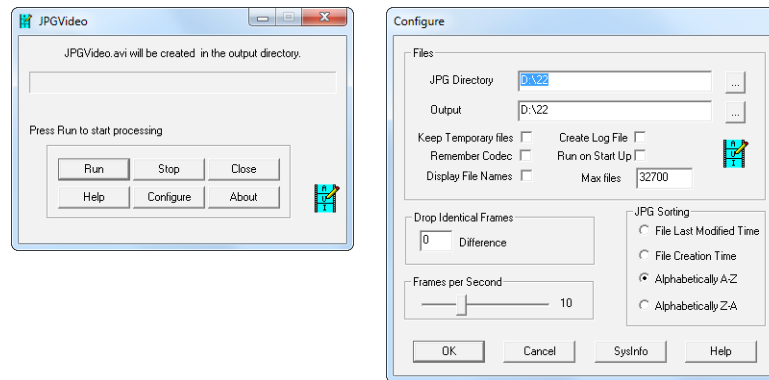 JPGVideo
JPGVideo.avi will be created in the output directory.
Press Run to start processing
Run Stop Close
Help Configure About
AVI
Configure
Files
JPG Directory D:\22 ...
Output D:\22 ...
Keep Temporary files Create Log File
Remember Codec Run on Start Up
Display File Names Max files 32700
AVI
Drop Identical Frames
0 Difference
Frames per Second
10
JPG Sorting
File Last Modified Time
File Creation Time
Alphabetically A-Z
Alphabetically Z-A
OK Cancel SysInfo Help